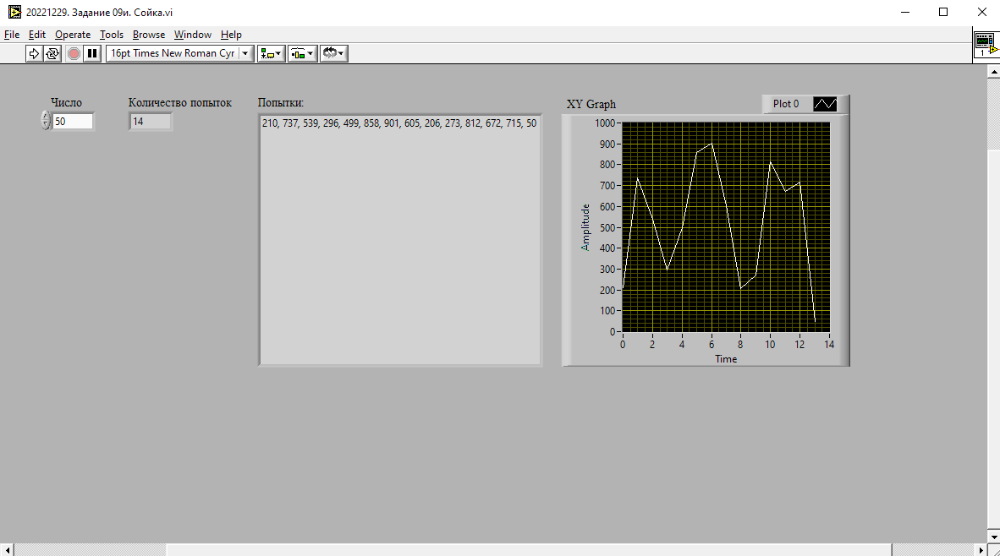 20221229. Задание 09и. Сойка.vi
File Edit Operate Tools Browse Window Help
16pt Times New Roman Cyr
1
Число
50
Количество попыток
14
Попытки:
210, 737, 539, 296, 499, 858, 901, 605, 206, 273, 812, 672, 715, 50
XY Graph
Plot 0
1000
900
800
700
600
500
400
300
200
100
0
Amplitude
0 2 4 6 8 10 12 14
Time